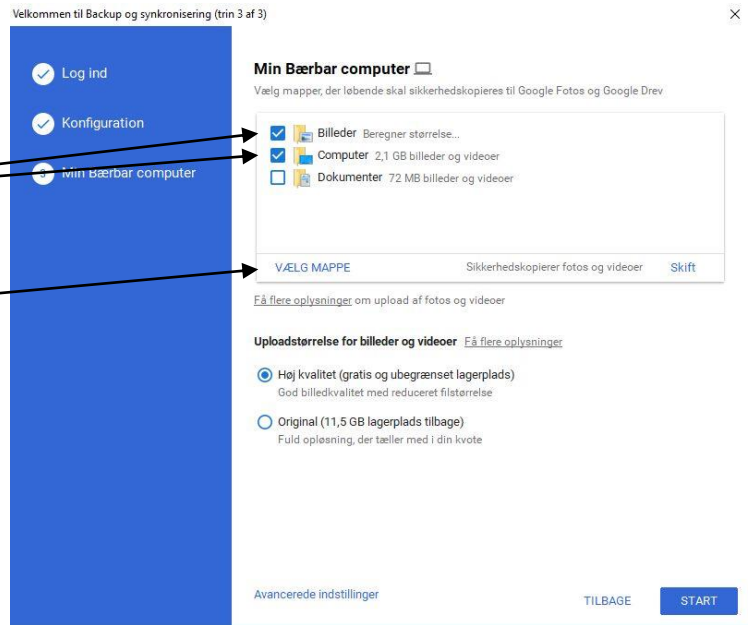 Velkommen til Backup og synkronisering (trin 3 af 3)
Log ind
Konfiguration
3 Min Bærbar computer
Min Bærbar computer
Vælg mapper, der løbende skal sikkerhedskopieres til Google Fotos og Google Drev
Billeder Beregner størrelse...
Computer 2,1 GB billeder og videoer
Dokumenter 72 MB billeder og videoer
VÆLG MAPPE Sikkerhedskopierer fotos og videoer Skift
Få flere oplysninger om upload af fotos og videoer
Uploadstørrelse for billeder og videoer Få flere oplysninger
Høj kvalitet (gratis og ubegrænset lagerplads)
God billedkvalitet med reduceret filstørrelse
Original (11,5 GB lagerplads tilbage)
Fuld opløsning, der tæller med i din kvote
Avancerede indstillinger TILBAGE START